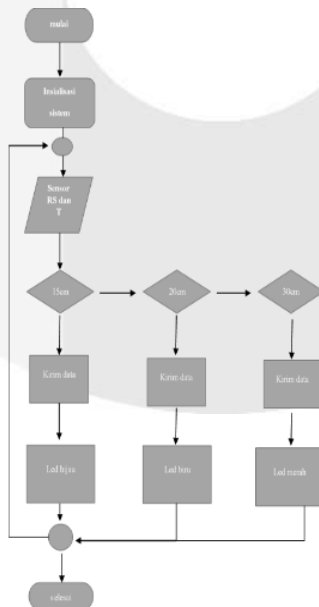 mulai
Inisialisasi
sistem
Sensor
RS dan
T
15cm
20cm
30cm
Kirim data
Kirim data
Kirim data
Led hijau
Led biru
Led merah
selesai